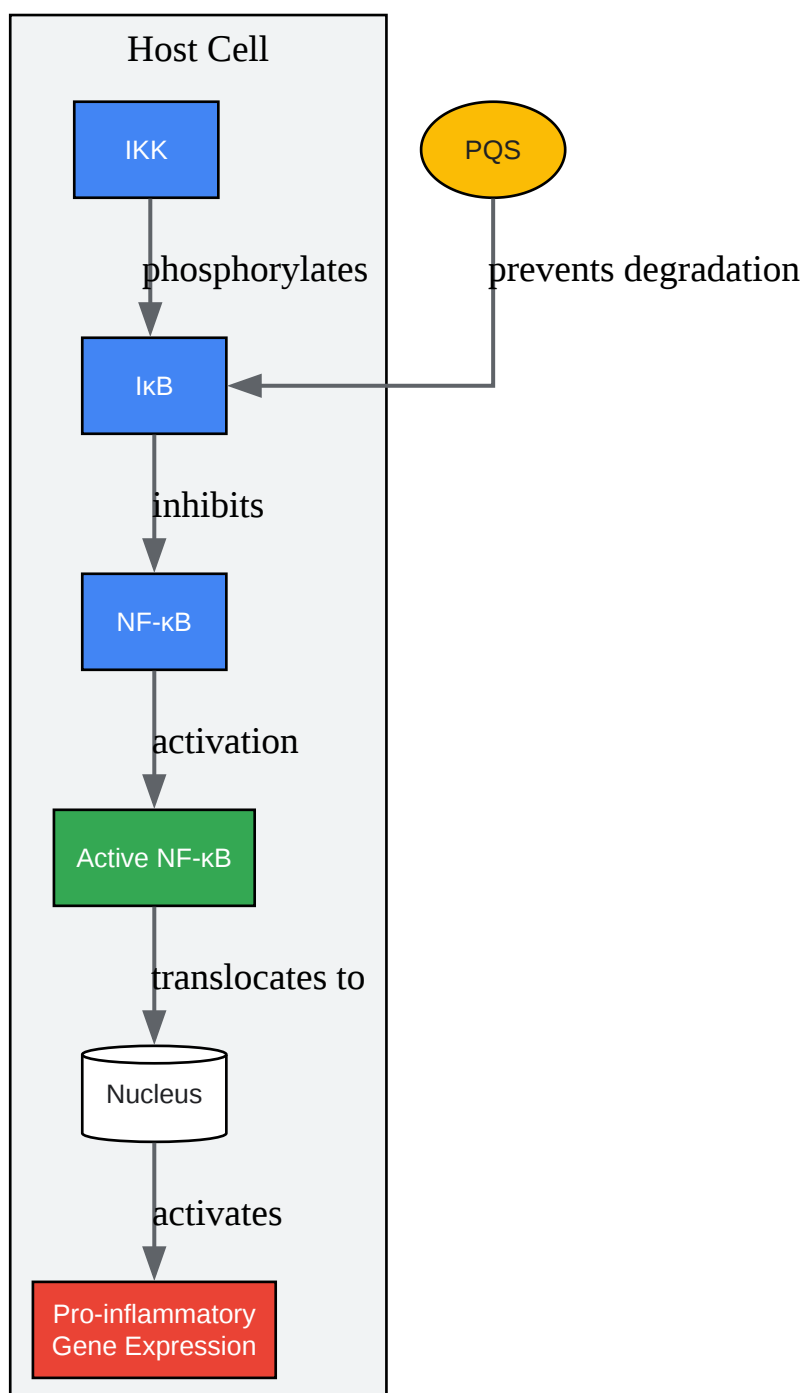 Host Cell
IKK
PQS
phosphorylates
prevents degradation
IκB
inhibits
NF-κB
activation
Active NF-κB
translocates to
Nucleus
activates
Pro-inflammatory
Gene Expression